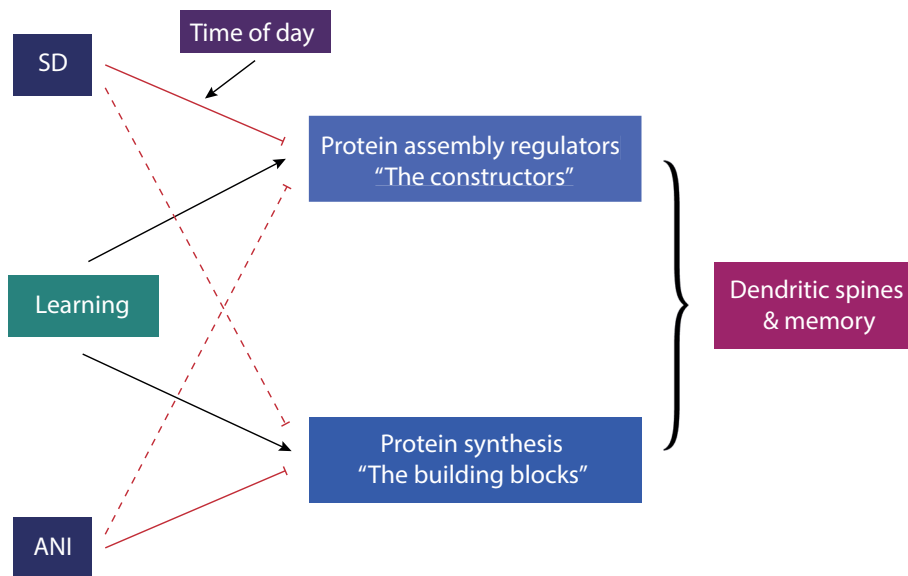 Time of day
SD
Protein assembly regulators
“The constructors”
Learning
Dendritic spines
& memory
Protein synthesis
“The building blocks”
ANI